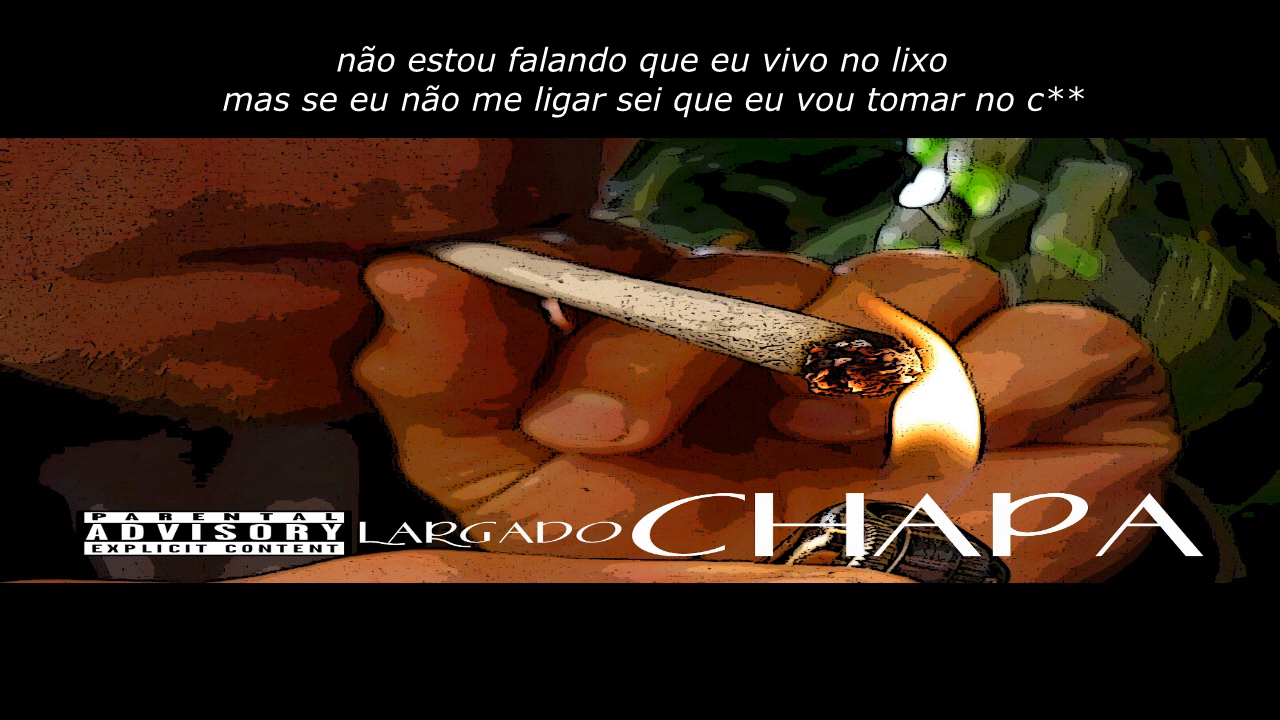 não estou falando que eu vivo no lixo
mas se eu não me ligar sei que eu vou tomar no c**
PARENTAL
ADVISORY
EXPLICIT CONTENT
LARGADO CHAPA